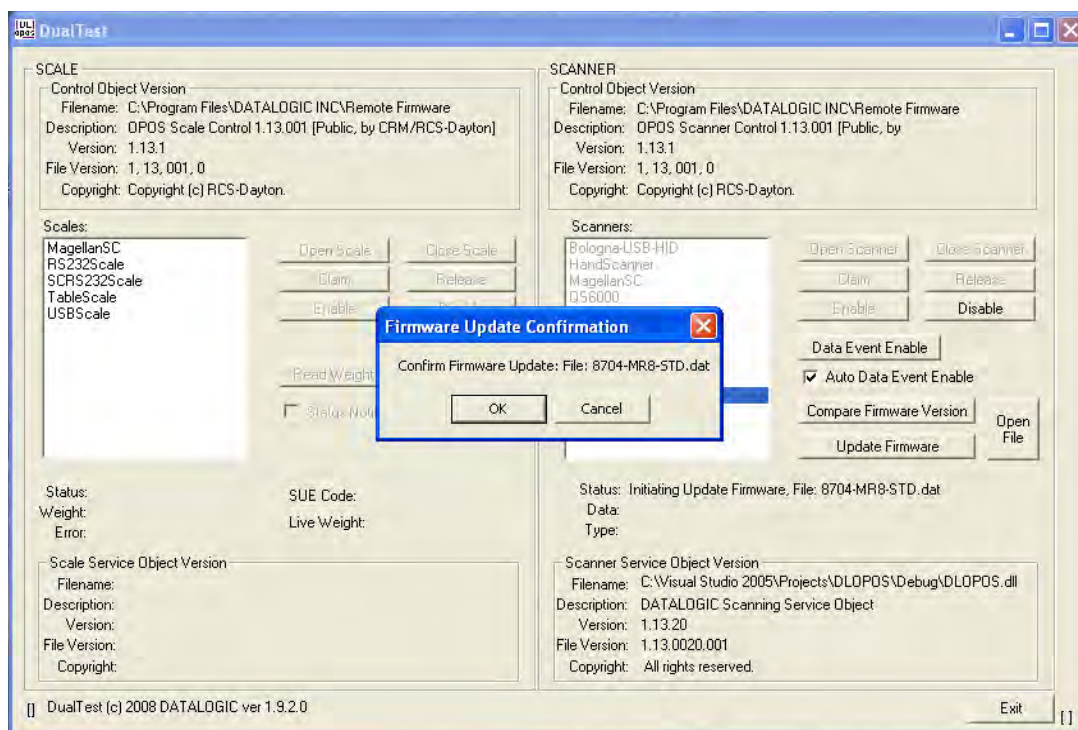 DL opos DualTest
SCALE
Control Object Version
Filename: C:\Program Files\DATALOGIC INC\Remote Firmware
Description: OPOS Scale Control 1.13.001 [Public, by CRM/RCS-Dayton]
Version: 1.13.1
File Version: 1, 13, 001, 0
Copyright: Copyright (c) RCS-Dayton.
Scales:
MagellanSC
RS232Scale
SCRS232Scale
TableScale
USBScale
Open Scale Close Scale
Claim Release
Enable
Read Weight
Status
Status:
Weight:
Error:
SUE Code:
Live Weight:
Scale Service Object Version
Filename:
Description:
Version:
File Version:
Copyright:
SCANNER
Control Object Version
Filename: C:\Program Files\DATALOGIC INC\Remote Firmware
Description: OPOS Scanner Control 1.13.001 [Public, by
Version: 1.13.1
File Version: 1, 13, 001, 0
Copyright: Copyright (c) RCS-Dayton.
Scanners:
Bologna-USB-HID
HandScanner
MagellanSC
QS6000
Open Scanner Close Scanner
Claim Release
Enable Disable
Data Event Enable
Auto Data Event Enable
Compare Firmware Version
Update Firmware
Open File
Status: Initiating Update Firmware, File: 8704-MR8-STD.dat
Data:
Type:
Scanner Service Object Version
Filename: C:\Visual Studio 2005\Projects\DLOPOS\Debug\DLOPOS.dll
Description: DATALOGIC Scanning Service Object
Version: 1.13.20
File Version: 1.13.0020.001
Copyright: All rights reserved.
Firmware Update Confirmation
Confirm Firmware Update: File: 8704-MR8-STD.dat
OK Cancel
[] DualTest (c) 2008 DATALOGIC ver 1.9.2.0
Exit [ ]